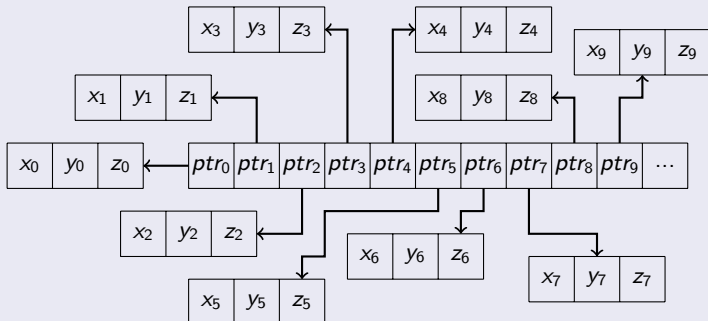 x₃ y₃ z₃
x₄ y₄ z₄
x₉ y₉ z₉
x₁ y₁ z₁
x₈ y₈ z₈
x₀ y₀ z₀
ptr₀ ptr₁ ptr₂ ptr₃ ptr₄ ptr₅ ptr₆ ptr₇ ptr₈ ptr₉ ...
x₂ y₂ z₂
x₆ y₆ z₆
x₇ y₇ z₇
x₅ y₅ z₅